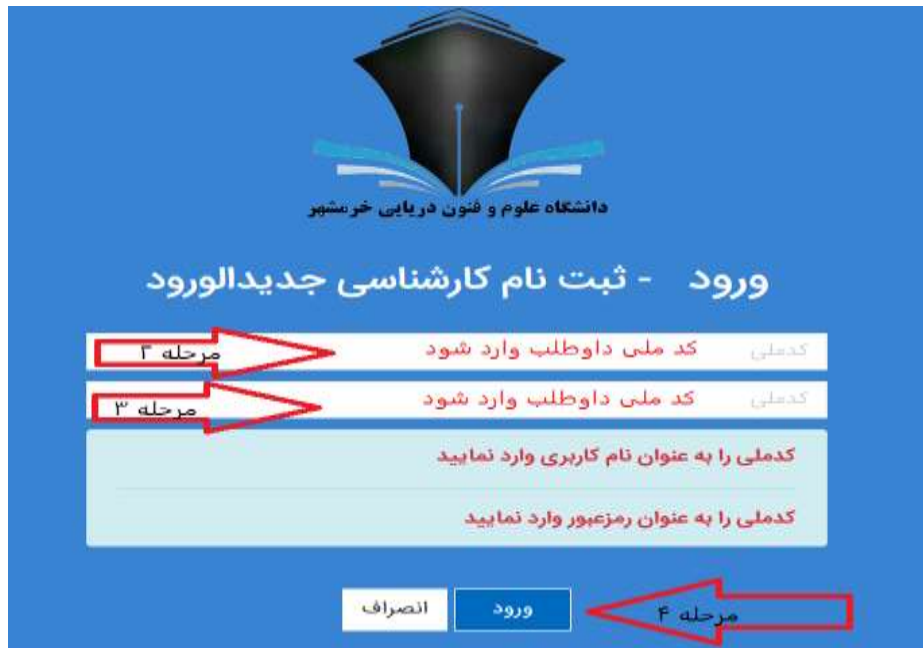 دانشگاه علوم و فنون دریایی خرمشهر
ورود - ثبت نام کارشناسی جدیدالورود
کدملی کد ملی داوطلب وارد شود مرحله ۲
کدملی کد ملی داوطلب وارد شود مرحله ۳
کدملی را به عنوان نام کاربری وارد نمایید
کدملی را به عنوان رمزعبور وارد نمایید
انصراف ورود مرحله ۴